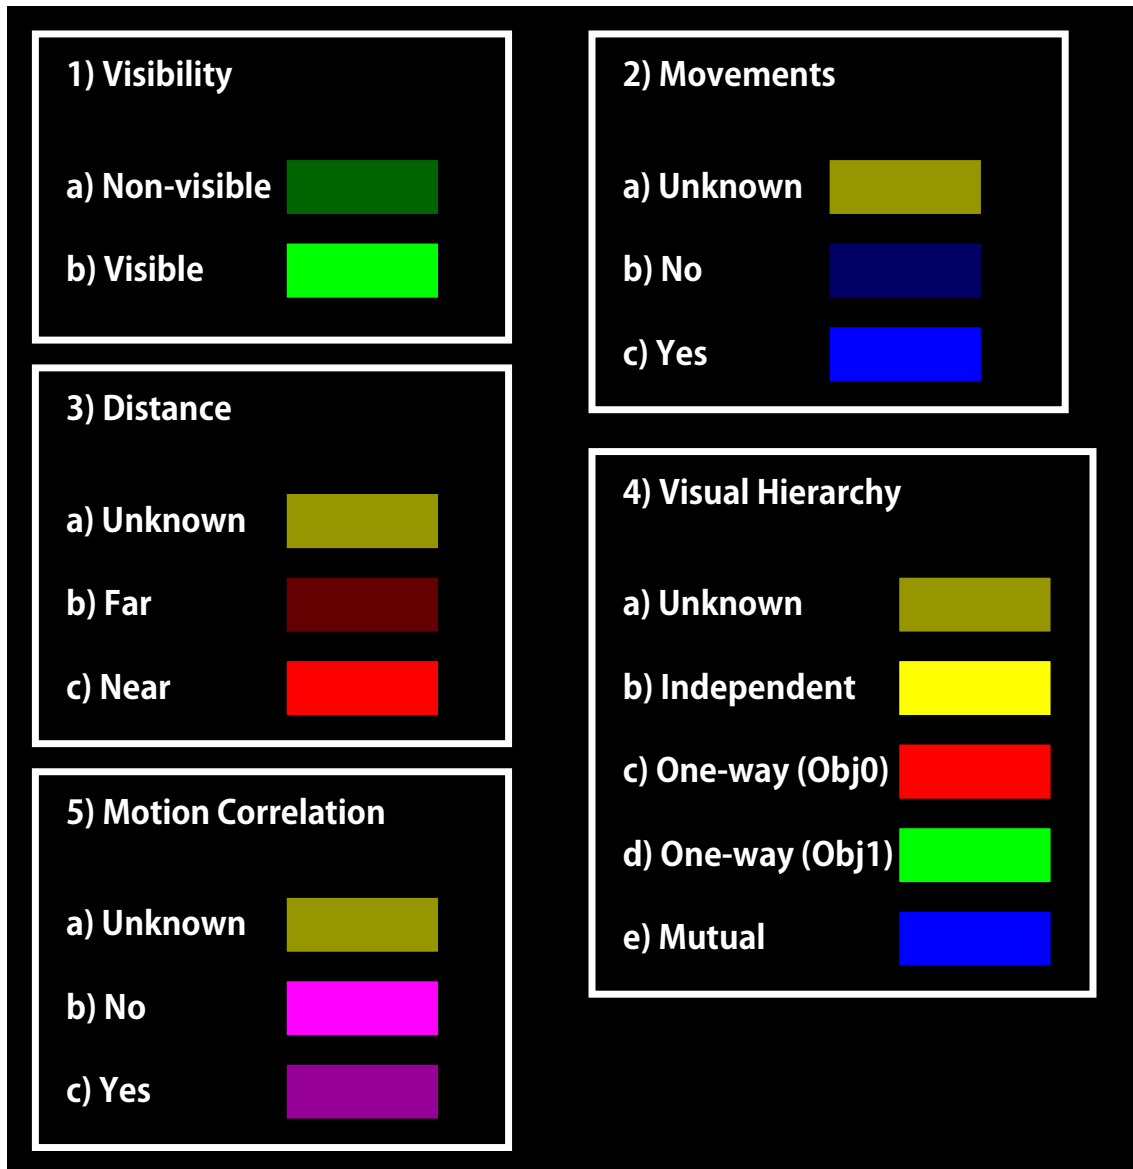 1) Visibility
a) Non-visible
b) Visible
2) Movements
a) Unknown
b) No
c) Yes
3) Distance
a) Unknown
b) Far
c) Near
4) Visual Hierarchy
a) Unknown
b) Independent
c) One-way (Obj0)
d) One-way (Obj1)
e) Mutual
5) Motion Correlation
a) Unknown
b) No
c) Yes